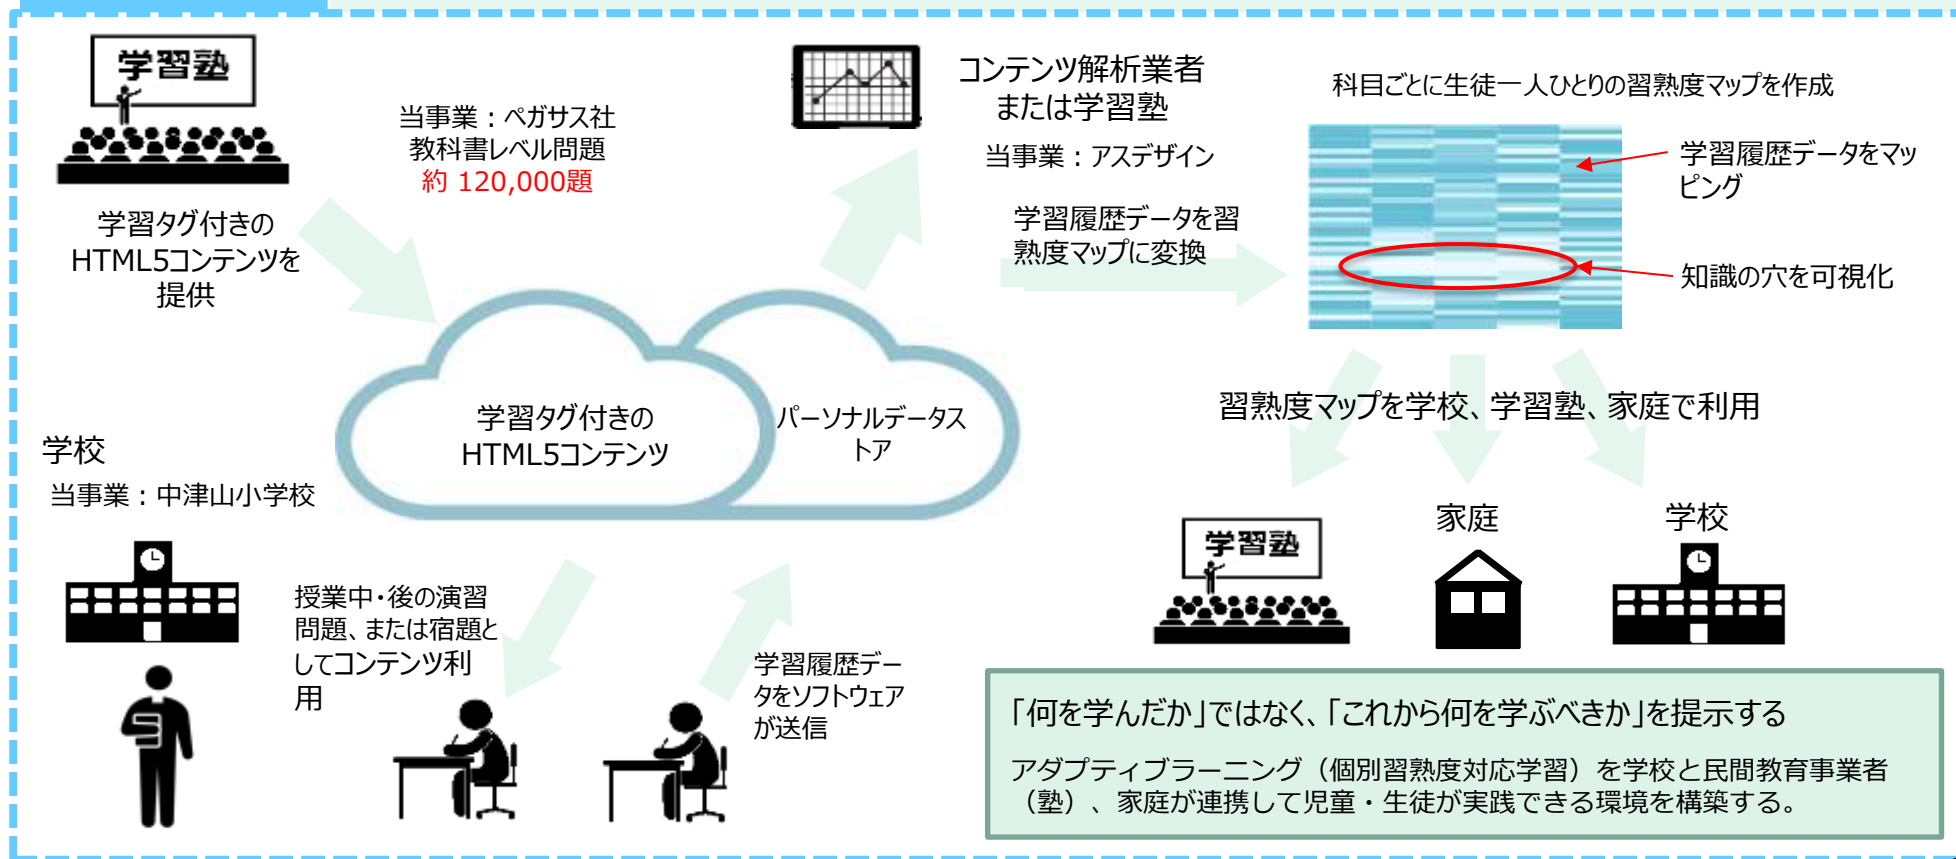 学習塾
学習タグ付きの
HTML5コンテンツを
提供
当事業：ペガサス社
教科書レベル問題
約 120,000題
コンテンツ解析業者
または学習塾
当事業：アスデザイン
学習履歴データを習
熟度マップに変換
科目ごとに生徒一人ひとりの習熟度マップを作成
学習履歴データをマッ
ピング
知識の穴を可視化
学習タグ付きの
HTML5コンテンツ
パーソナルデータス
トア
習熟度マップを学校、学習塾、家庭で利用
学校
当事業：中津山小学校
授業中・後の演習
問題、または宿題と
してコンテンツ利
用
学習履歴デー
タをソフトウェア
が送信
学習塾
家庭
学校
「何を学んだか」ではなく、「これから何を学ぶべきか」を提示する
アダプティブラーニング（個別習熟度対応学習）を学校と民間教育事業者
（塾）、家庭が連携して児童・生徒が実践できる環境を構築する。